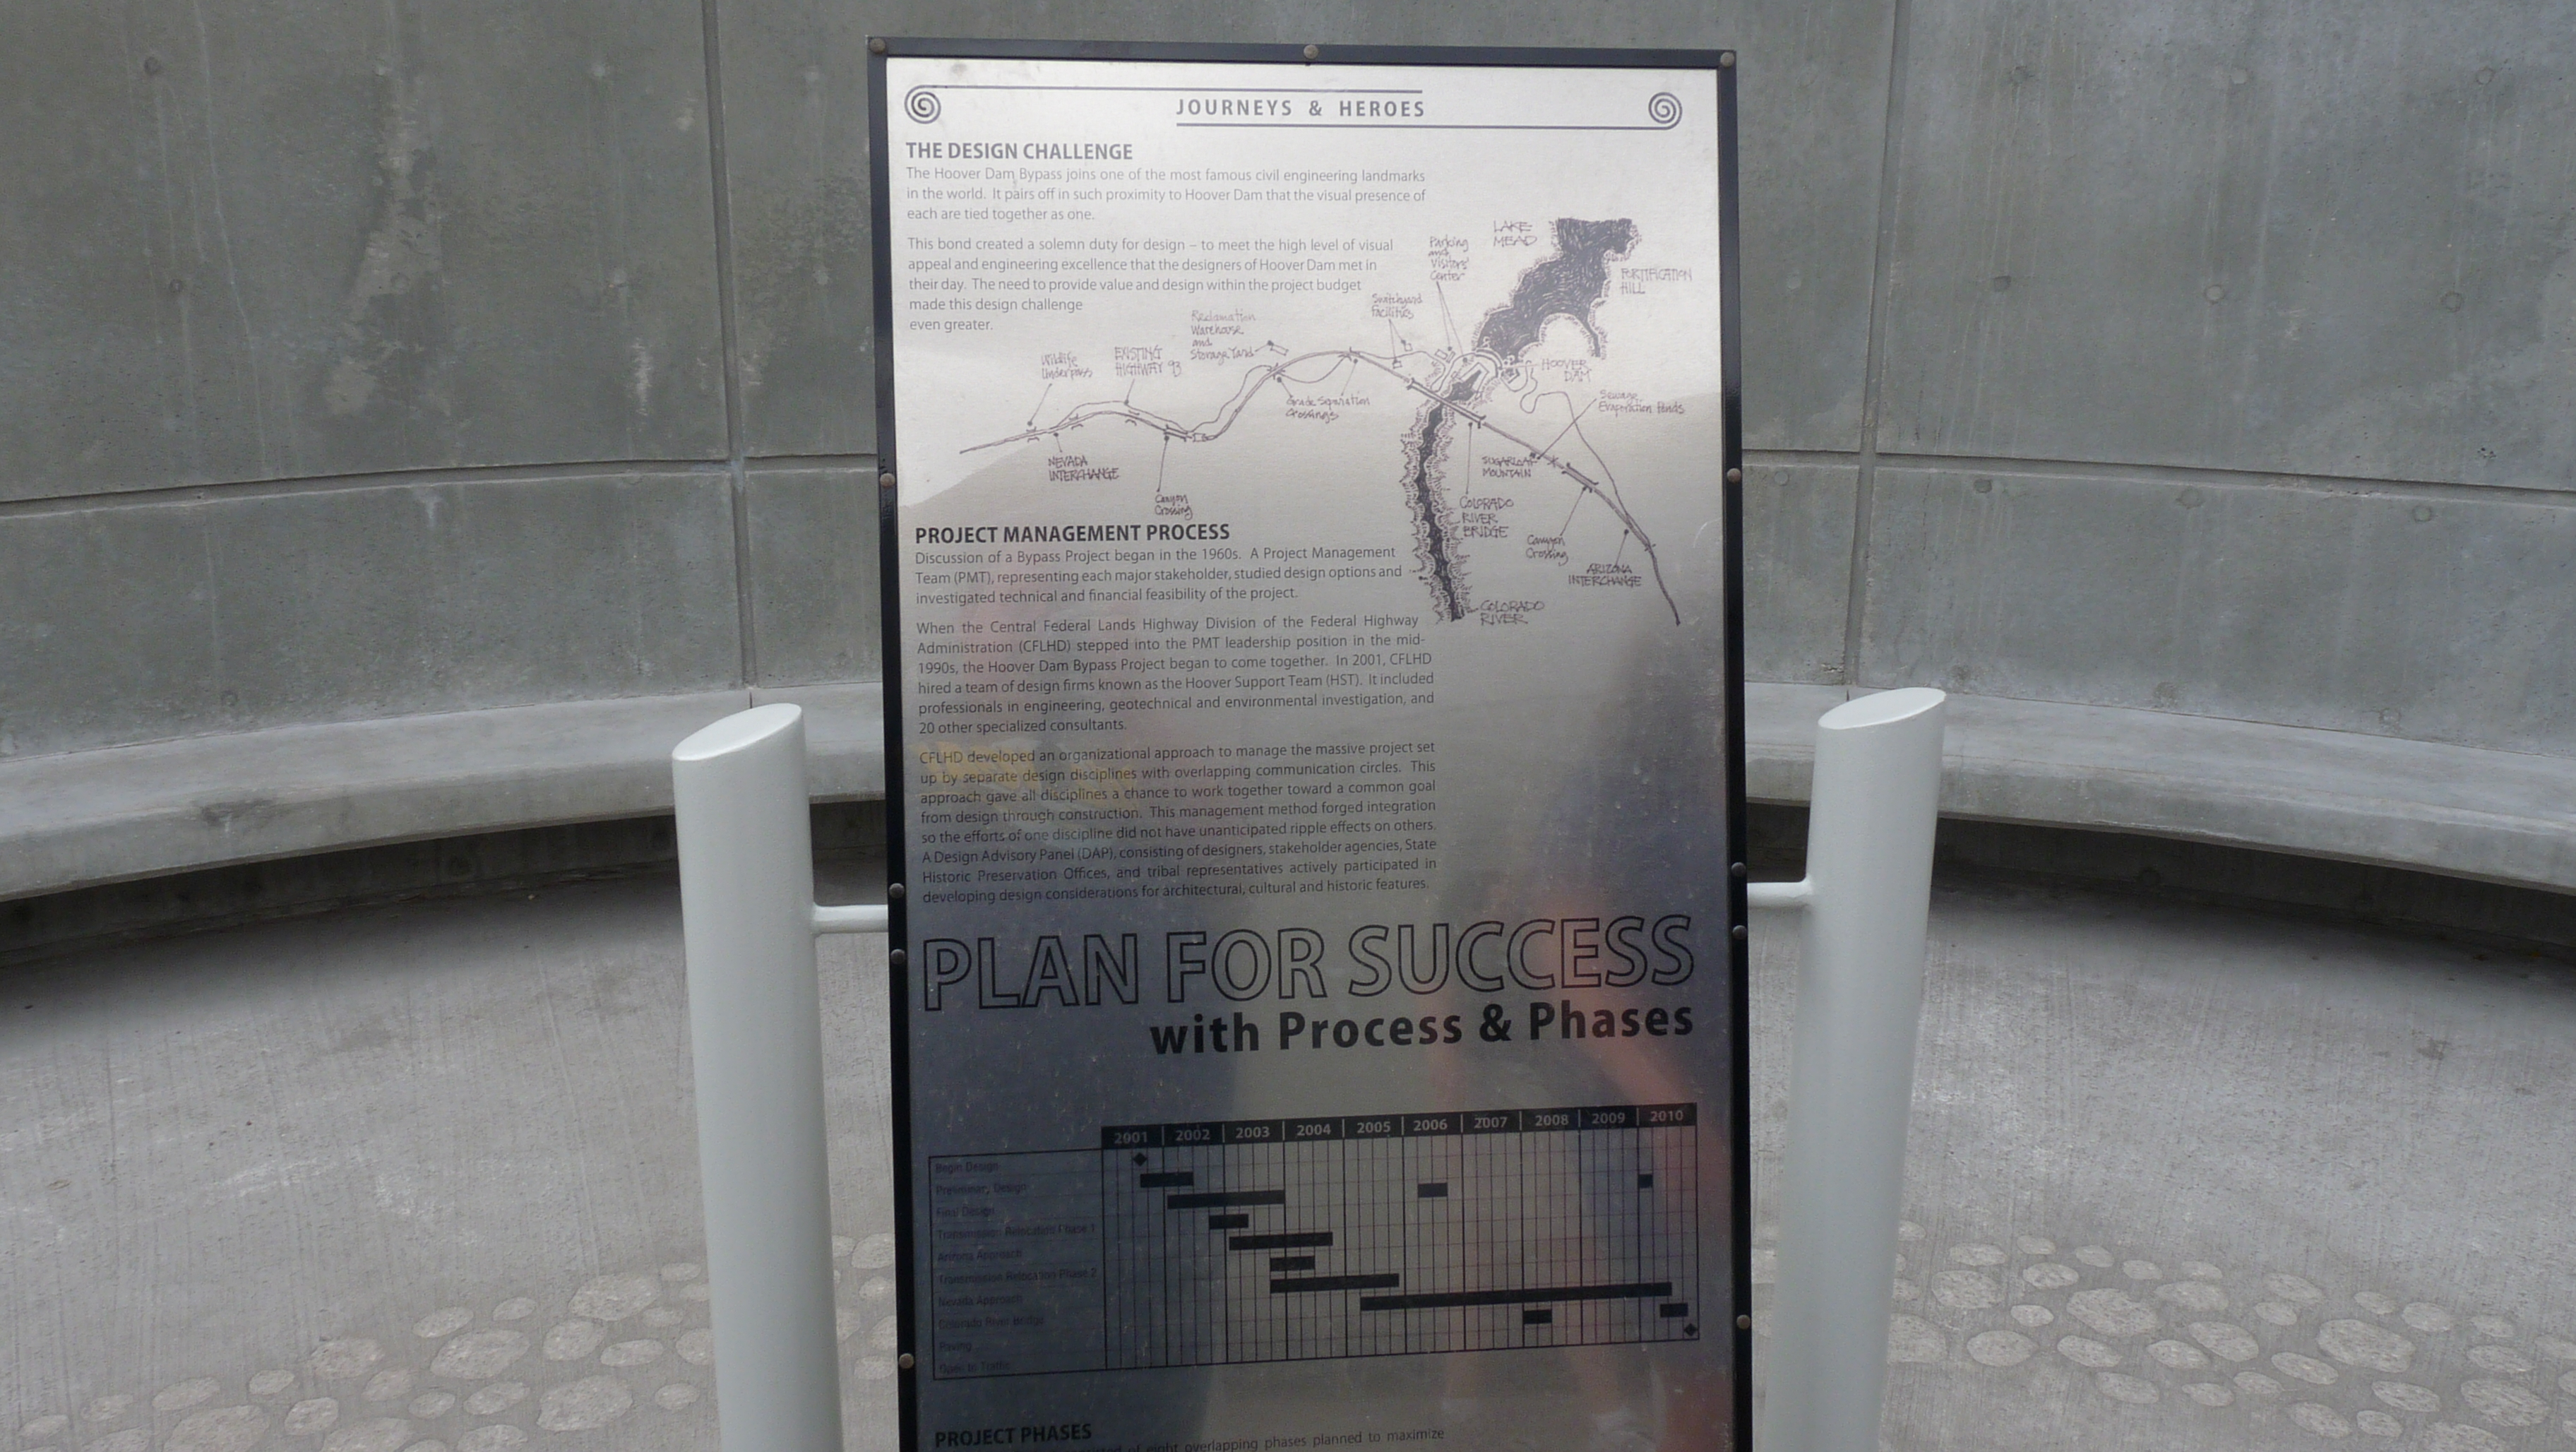 JOURNEYS & HEROES
THE DESIGN CHALLENGE
The Hoover Dam Bypass joins one of the most famous civil engineering landmarks
in the world. It pairs off in such proximity to Hoover Dam that the visual presence of
each are tied together as one.
This bond created a solemn duty for design – to meet the high level of visual
appeal and engineering excellence that the designers of Hoover Dam met in
their day. The need to provide value and design within the project budget
made this design challenge
even greater.
LAKE
MEAD
Parking
and
Visitors'
Center
FORTIFICATION
HILL
Switchyard
Facilities
Reclamation
Warehouse
and
Storage Yard
Wildlife
Underpass
EXISTING
HIGHWAY 93
HOOVER
DAM
Grade Separation
Crossings
Sewage
Evaporation Ponds
NEVADA
INTERCHANGE
SUGARLOAF
MOUNTAIN
Canyon
Crossing
COLORADO
RIVER
BRIDGE
Canyon
Crossing
ARIZONA
INTERCHANGE
COLORADO
RIVER
PROJECT MANAGEMENT PROCESS
Discussion of a Bypass Project began in the 1960s. A Project Management
Team (PMT), representing each major stakeholder, studied design options and
investigated technical and financial feasibility of the project.
When the Central Federal Lands Highway Division of the Federal Highway
Administration (CFLHD) stepped into the PMT leadership position in the mid-
1990s, the Hoover Dam Bypass Project began to come together. In 2001, CFLHD
hired a team of design firms known as the Hoover Support Team (HST). It included
professionals in engineering, geotechnical and environmental investigation, and
20 other specialized consultants.
CFLHD developed an organizational approach to manage the massive project set
up by separate design disciplines with overlapping communication circles. This
approach gave all disciplines a chance to work together toward a common goal
from design through construction. This management method forged integration
so the efforts of one discipline did not have unanticipated ripple effects on others.
A Design Advisory Panel (DAP), consisting of designers, stakeholder agencies, State
Historic Preservation Offices, and tribal representatives actively participated in
developing design considerations for architectural, cultural and historic features.
PLAN FOR SUCCESS
with Process & Phases
2001 2002 2003 2004 2005 2006 2007 2008 2009 2010
Begin Design
Preliminary Design
Final Design
Transmission Relocation Phase 1
Arizona Approach
Transmission Relocation Phase 2
Nevada Approach
Colorado River Bridge
Paving
Open to Traffic
PROJECT PHASES
of eight overlapping phases planned to maximize